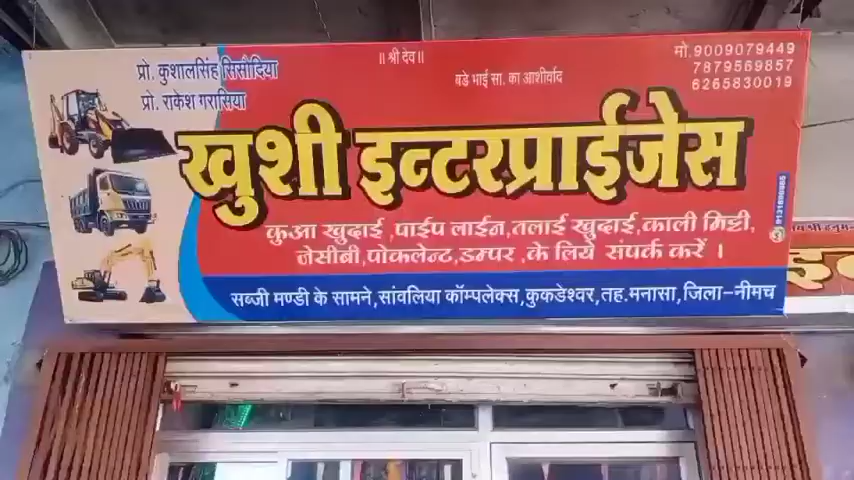 ॥ श्री देव॥
प्रो. कुशालसिंह सिसोदिया
प्रो. राकेश गरासिया
बडे भाई सा. का आशीर्वाद
मो.9009079449
7879569857
6265830019
खुशी इन्टरप्राईजेस
कुआ खुदाई ,पाईप लाईन,तलाई खुदाई,काली मिट्टी,
जेसीबी,पोकलेन्ट,डम्पर ,के लिये संपर्क करें ।
सब्जी मण्डी के सामने,सांवलिया कॉम्पलेक्स,कुकडेश्वर,तह.मनासा,जिला-नीमच